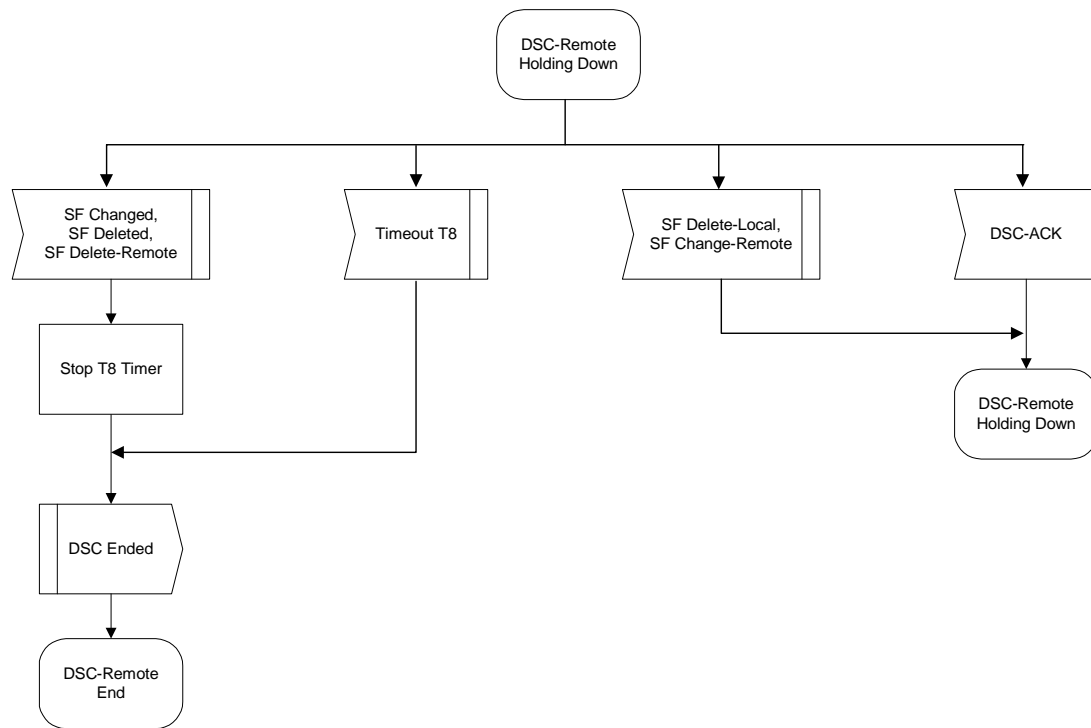 DSC-Remote
Holding Down
SF Changed,
SF Deleted,
SF Delete-Remote
Timeout T8
SF Delete-Local,
SF Change-Remote
DSC-ACK
Stop T8 Timer
DSC-Remote
Holding Down
DSC Ended
DSC-Remote
End